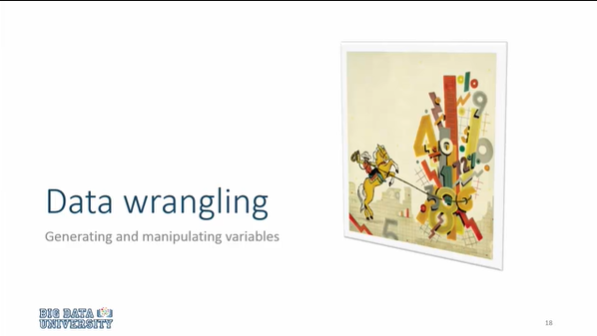 Data wrangling
Generating and manipulating variables
BIG DATA
UNIVERSITY
18